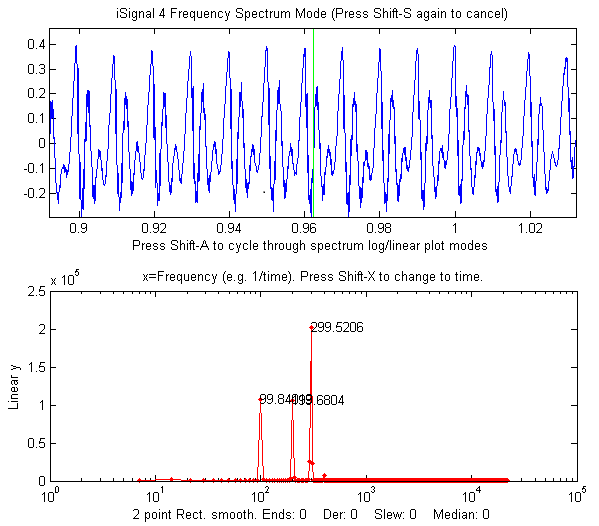 iSignal 4 Frequency Spectrum Mode (Press Shift-S again to cancel)
0.4
0.3
0.2
0.1
0
-0.1
-0.2
0.9 0.92 0.94 0.96 0.98 1 1.02
Press Shift-A to cycle through spectrum log/linear plot modes
x=Frequency (e.g. 1/time). Press Shift-X to change to time.
x 10^5
2.5
2
1.5
1
0.5
0
Linear y
299.5206
99.84019
199.6804
10^0 10^1 10^2 10^3 10^4 10^5
2 point Rect. smooth. Ends: 0 Der: 0 Slew: 0 Median: 0